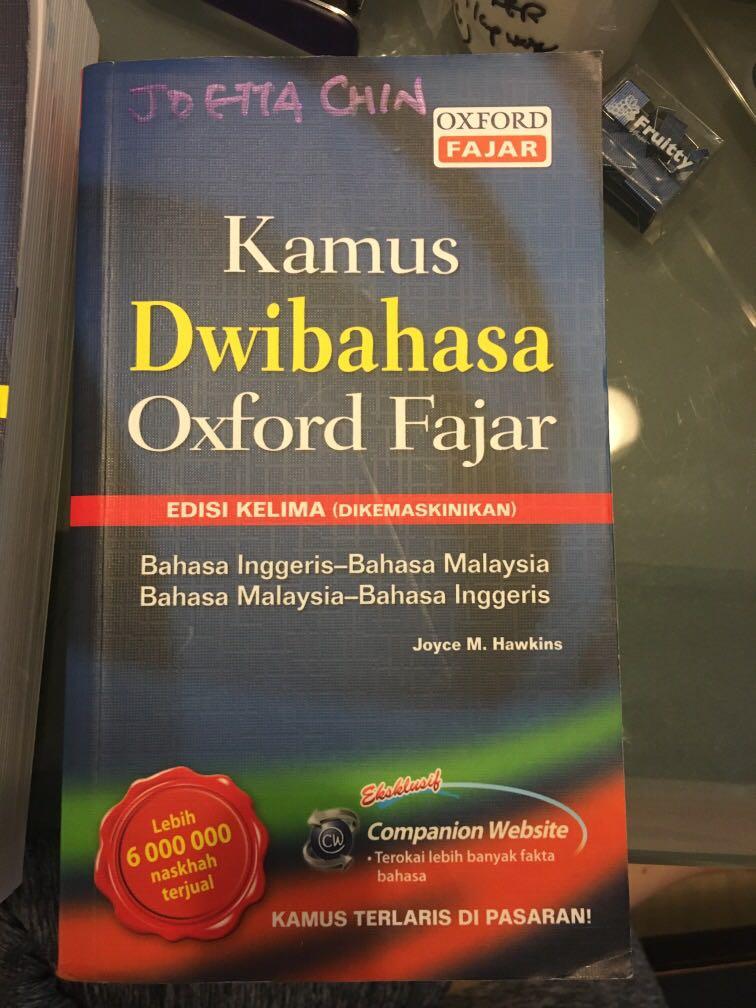 JOETTA CHIN
OXFORD
FAJAR
Kamus
Dwibahasa
Oxford Fajar
EDISI KELIMA (DIKEMASKINIKAN)
Bahasa Inggeris–Bahasa Malaysia
Bahasa Malaysia–Bahasa Inggeris
Joyce M. Hawkins
Lebih
6 000 000
naskhah
terjual
Eksklusif
CW
Companion Website
• Terokai lebih banyak fakta
bahasa
KAMUS TERLARIS DI PASARAN!
Fruitty